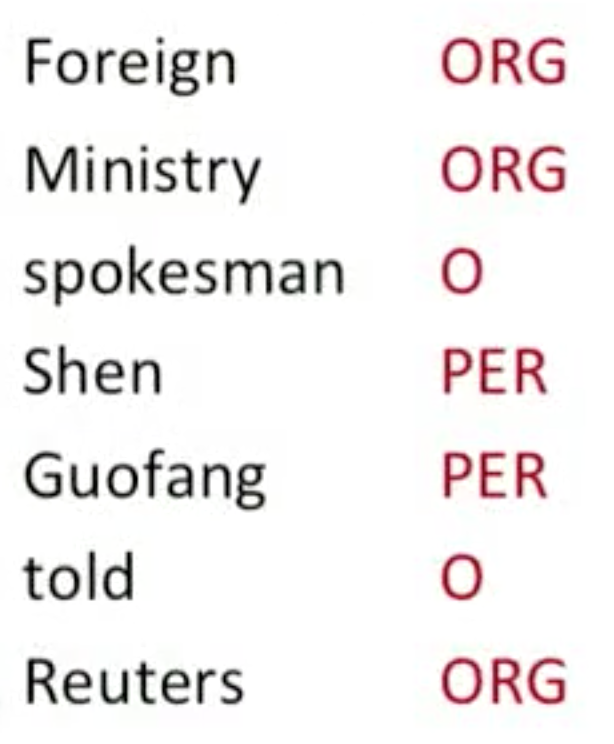 Foreign ORG
Ministry ORG
spokesman O
Shen PER
Guofang PER
told O
Reuters ORG